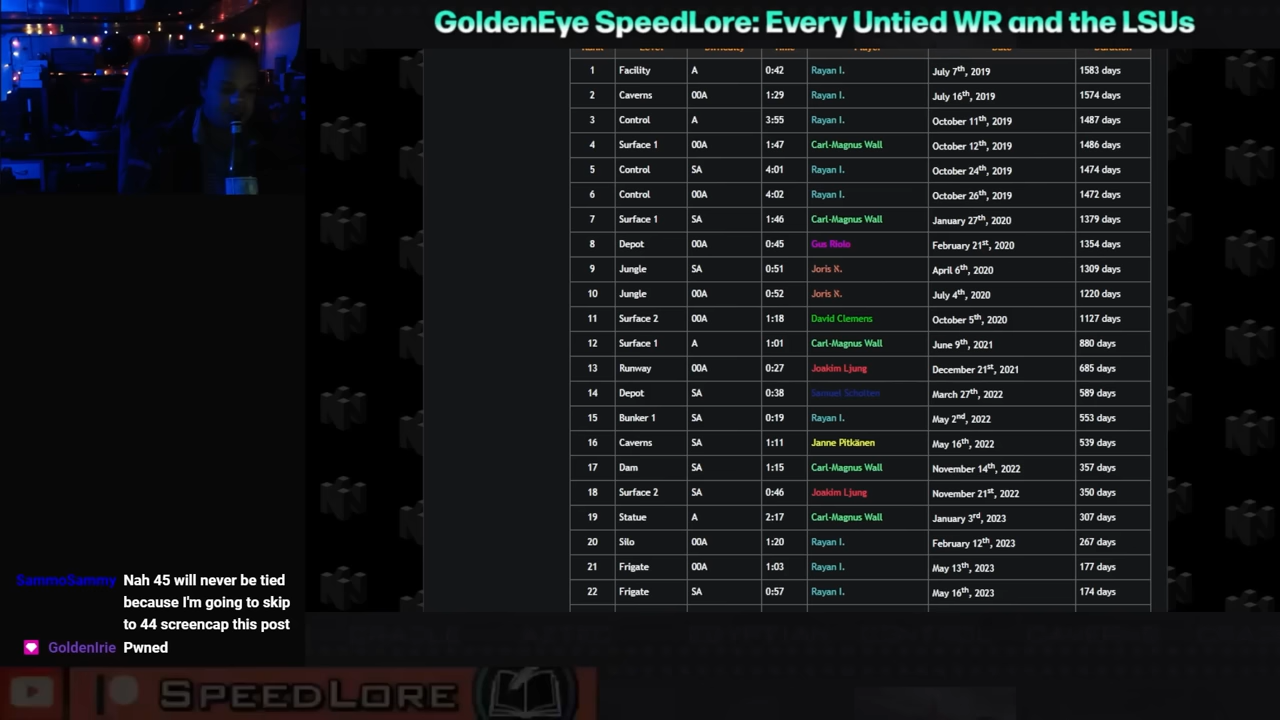 GoldenEye SpeedLore: Every Untied WR and the LSUs
1 Facility A 0:42 Rayan I. July 7th, 2019 1583 days
2 Caverns 00A 1:29 Rayan I. July 16th, 2019 1574 days
3 Control A 3:55 Rayan I. October 11th, 2019 1487 days
4 Surface 1 00A 1:47 Carl-Magnus Wall October 12th, 2019 1486 days
5 Control SA 4:01 Rayan I. October 24th, 2019 1474 days
6 Control 00A 4:02 Rayan I. October 26th, 2019 1472 days
7 Surface 1 SA 1:46 Carl-Magnus Wall January 27th, 2020 1379 days
8 Depot 00A 0:45 Gus Riolo February 21st, 2020 1354 days
9 Jungle SA 0:51 Joris X. April 6th, 2020 1309 days
10 Jungle 00A 0:52 Joris X. July 4th, 2020 1220 days
11 Surface 2 00A 1:18 David Clemens October 5th, 2020 1127 days
12 Surface 1 A 1:01 Carl-Magnus Wall June 9th, 2021 880 days
13 Runway 00A 0:27 Joakim Ljung December 21st, 2021 685 days
14 Depot SA 0:38 Samuel Schutten March 27th, 2022 589 days
15 Bunker 1 SA 0:19 Rayan I. May 2nd, 2022 553 days
16 Caverns SA 1:11 Janne Pitkänen May 16th, 2022 539 days
17 Dam SA 1:15 Carl-Magnus Wall November 14th, 2022 357 days
18 Surface 2 SA 0:46 Joakim Ljung November 21st, 2022 350 days
19 Statue A 2:17 Carl-Magnus Wall January 3rd, 2023 307 days
20 Silo 00A 1:20 Rayan I. February 12th, 2023 267 days
21 Frigate 00A 1:03 Rayan I. May 13th, 2023 177 days
22 Frigate SA 0:57 Rayan I. May 16th, 2023 174 days
SammoSammy Nah 45 will never be tied
because I'm going to skip
to 44 screencap this post
GoldenIrie Pwned
SPEEDLORE